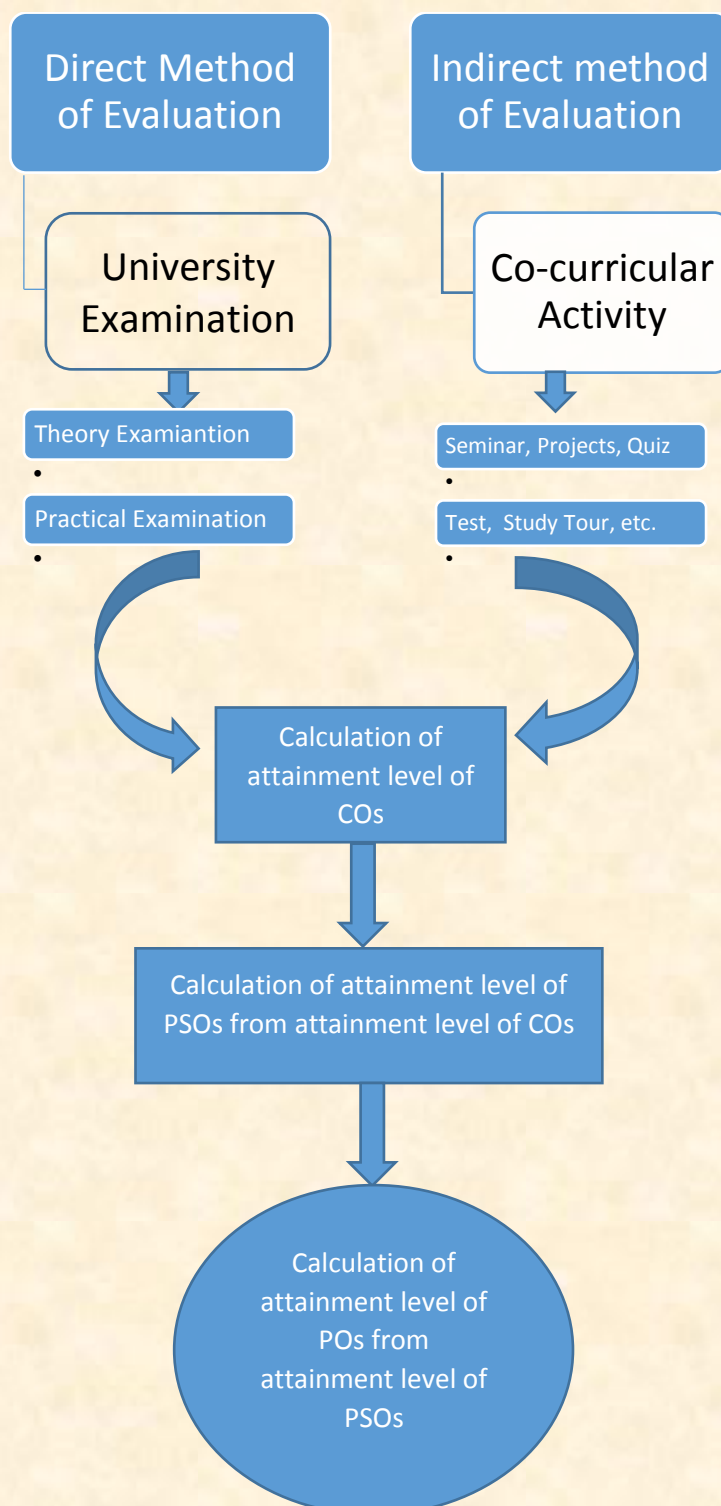 Direct Method
of Evaluation
Indirect method
of Evaluation
University
Examination
Co-curricular
Activity
Theory Examiantion
•
Practical Examination
•
Seminar, Projects, Quiz
•
Test, Study Tour, etc.
•
Calculation of
attainment level of
COs
Calculation of attainment level of
PSOs from attainment level of COs
Calculation of
attainment level of
POs from
attainment level of
PSOs